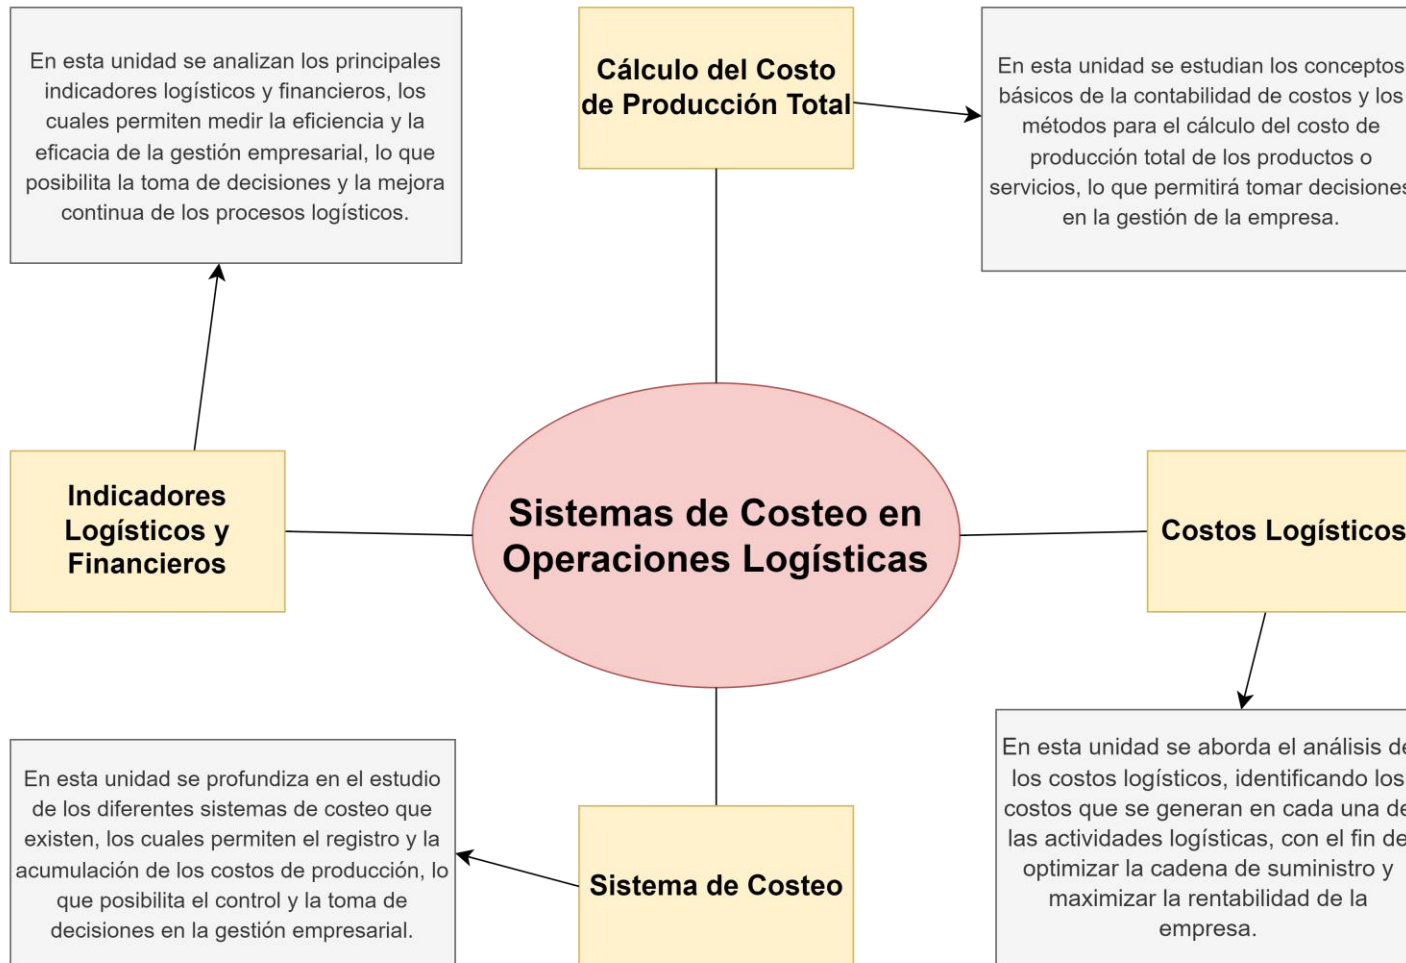 En esta unidad se analizan los principales
indicadores logísticos y financieros, los
cuales permiten medir la eficiencia y la
eficacia de la gestión empresarial, lo que
posibilita la toma de decisiones y la mejora
continua de los procesos logísticos.
Cálculo del Costo
de Producción Total
En esta unidad se estudian los conceptos
básicos de la contabilidad de costos y los
métodos para el cálculo del costo de
producción total de los productos o
servicios, lo que permitirá tomar decisiones
en la gestión de la empresa.
Indicadores
Logísticos y
Financieros
Sistemas de Costeo en
Operaciones Logísticas
Costos Logísticos
En esta unidad se profundiza en el estudio
de los diferentes sistemas de costeo que
existen, los cuales permiten el registro y la
acumulación de los costos de producción, lo
que posibilita el control y la toma de
decisiones en la gestión empresarial.
Sistema de Costeo
En esta unidad se aborda el análisis de
los costos logísticos, identificando los
costos que se generan en cada una de
las actividades logísticas, con el fin de
optimizar la cadena de suministro y
maximizar la rentabilidad de la
empresa.